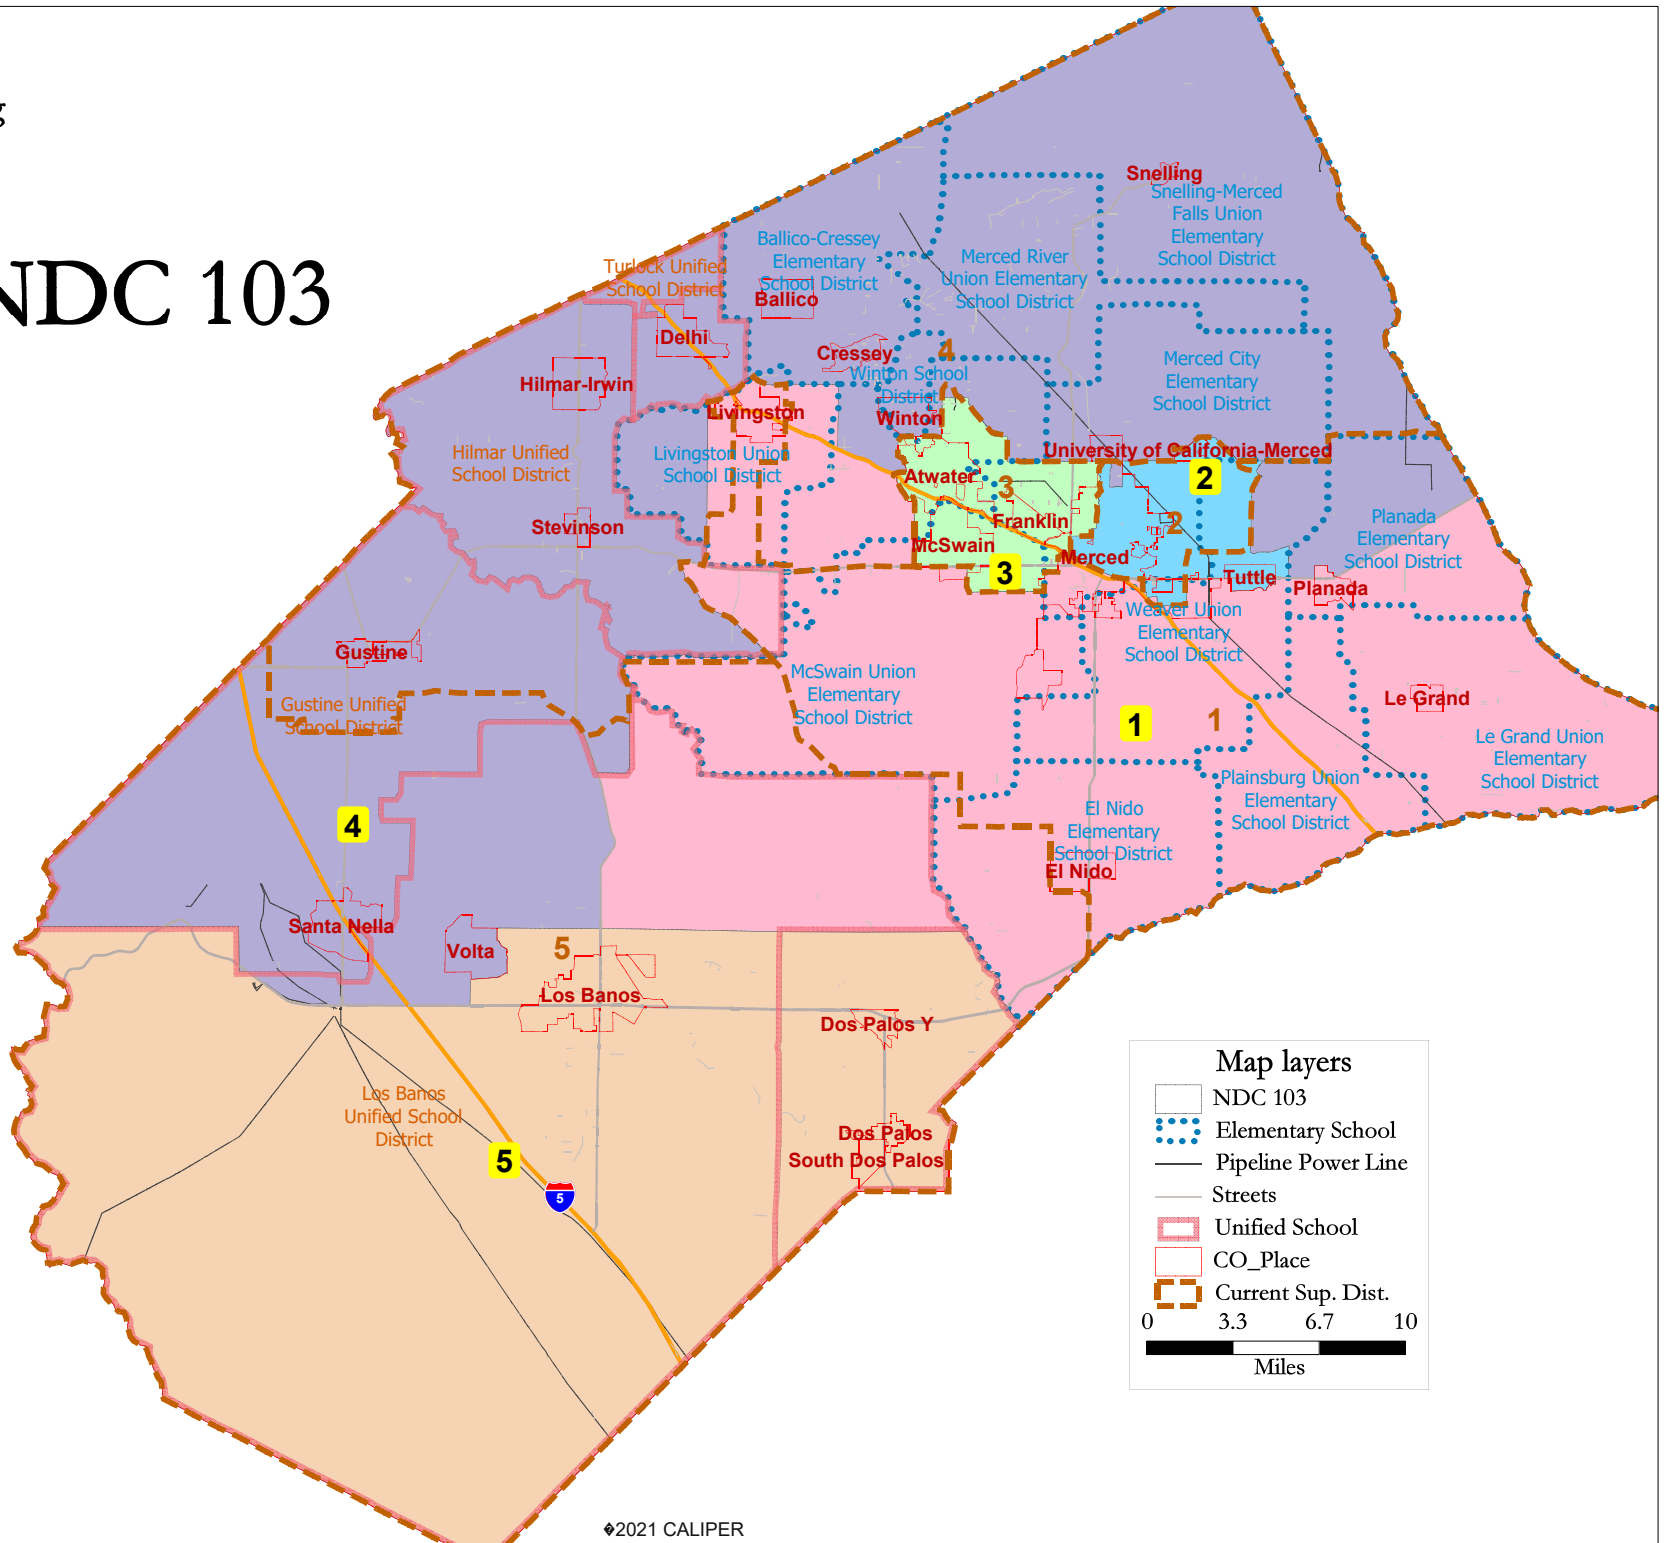 g
NDC 103
Snelling
Snelling-Merced
Falls Union
Elementary
School District
Ballico-Cressey
Elementary
School District
Merced River
Union Elementary
School District
Turlock Unified
School District
Ballico
Delhi
Cressey
4
Winton School
District
Merced City
Elementary
School District
Hilmar-Irwin
Livingston
Winton
Hilmar Unified
School District
Livingston Union
School District
University of California-Merced
Atwater
3
2
2
Stevinson
Franklin
McSwain
Merced
3
Planada
Elementary
School District
Tuttle
Planada
Weaver Union
Elementary
School District
Gustine
Gustine Unified
School District
McSwain Union
Elementary
School District
1
1
Le Grand
Le Grand Union
Elementary
School District
Plainsburg Union
Elementary
School District
El Nido
Elementary
School District
El Nido
4
Santa Nella
Volta
5
Los Banos
Dos Palos Y
Los Banos
Unified School
District
5
5
Dos Palos
South Dos Palos
Map layers
NDC 103
Elementary School
Pipeline Power Line
Streets
Unified School
CO_Place
Current Sup. Dist.
0 3.3 6.7 10
Miles
�2021 CALIPER